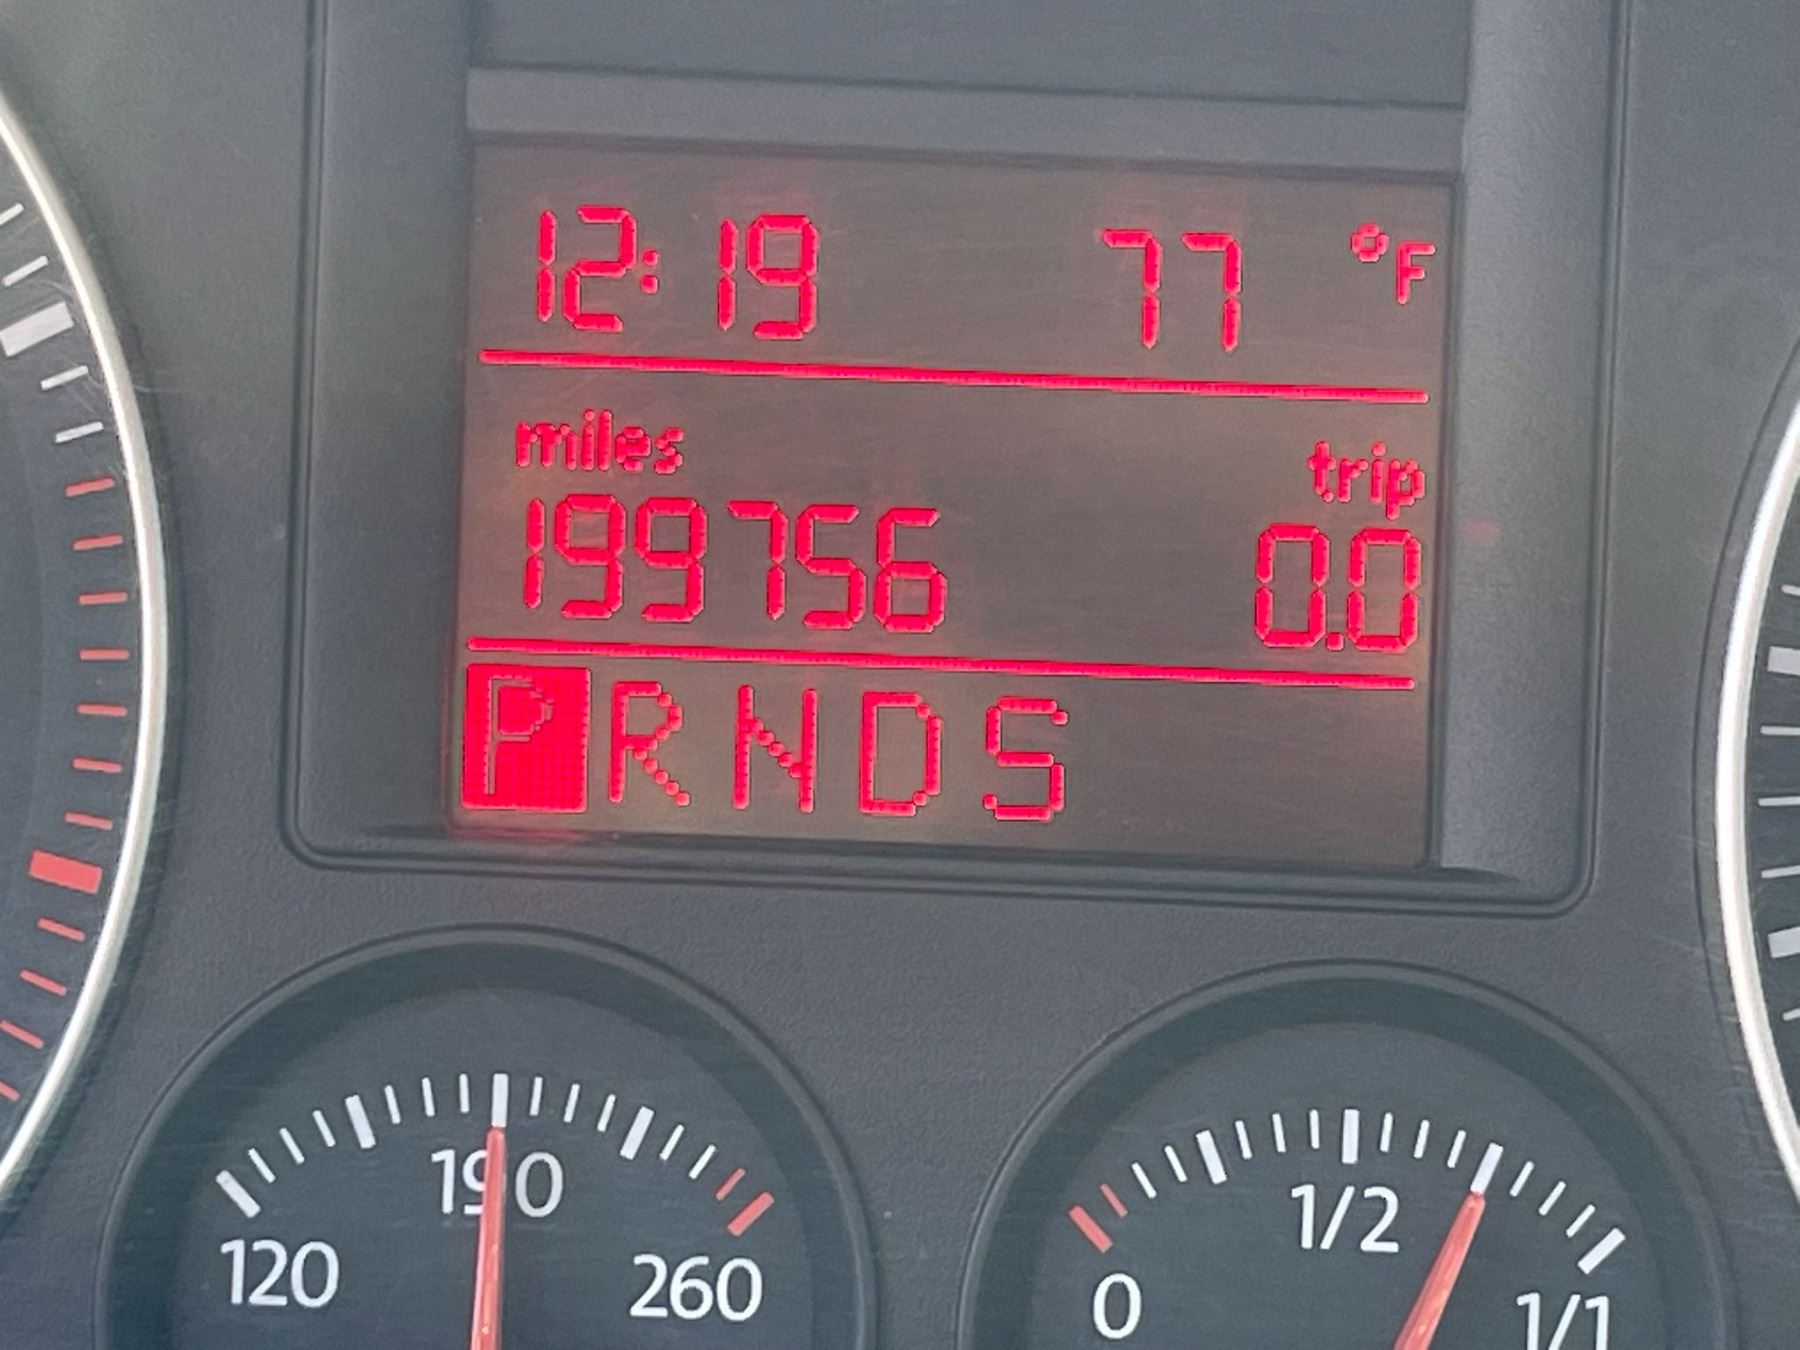 12:19 77 °F
miles trip
199756 0.0
P R N D S
190 1/2
120 260 0 1/1